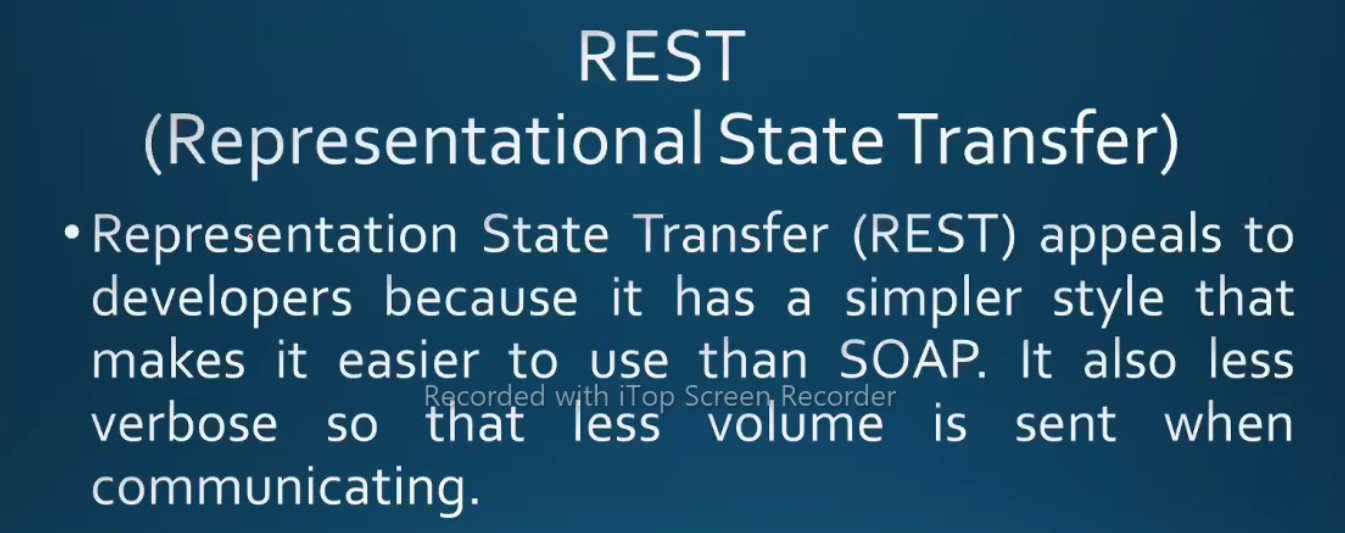 REST
(Representational State Transfer)
• Representation State Transfer (REST) appeals to
developers because it has a simpler style that
makes it easier to use than SOAP. It also less
Recorded with iTop Screen Recorder
verbose so that less volume is sent when
communicating.